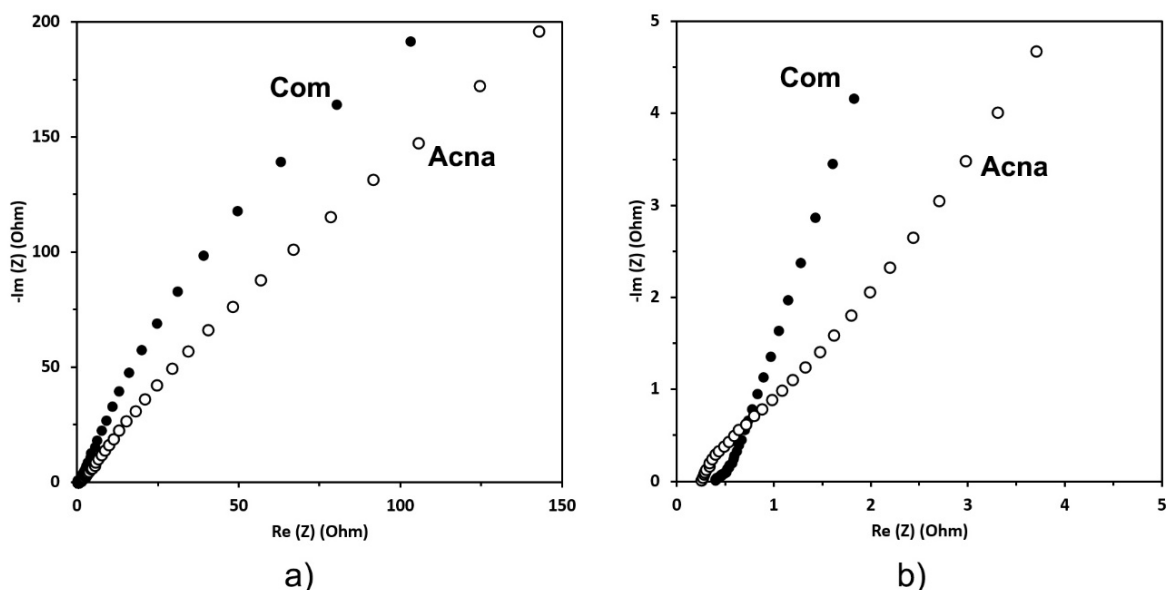 200
150
100
50
0
-Im (Z) (Ohm)
Com
Acna
0 50 100 150
Re (Z) (Ohm)
a)
5
4
3
2
1
0
-Im (Z) (Ohm)
Com
Acna
0 1 2 3 4 5
Re (Z) (Ohm)
b)